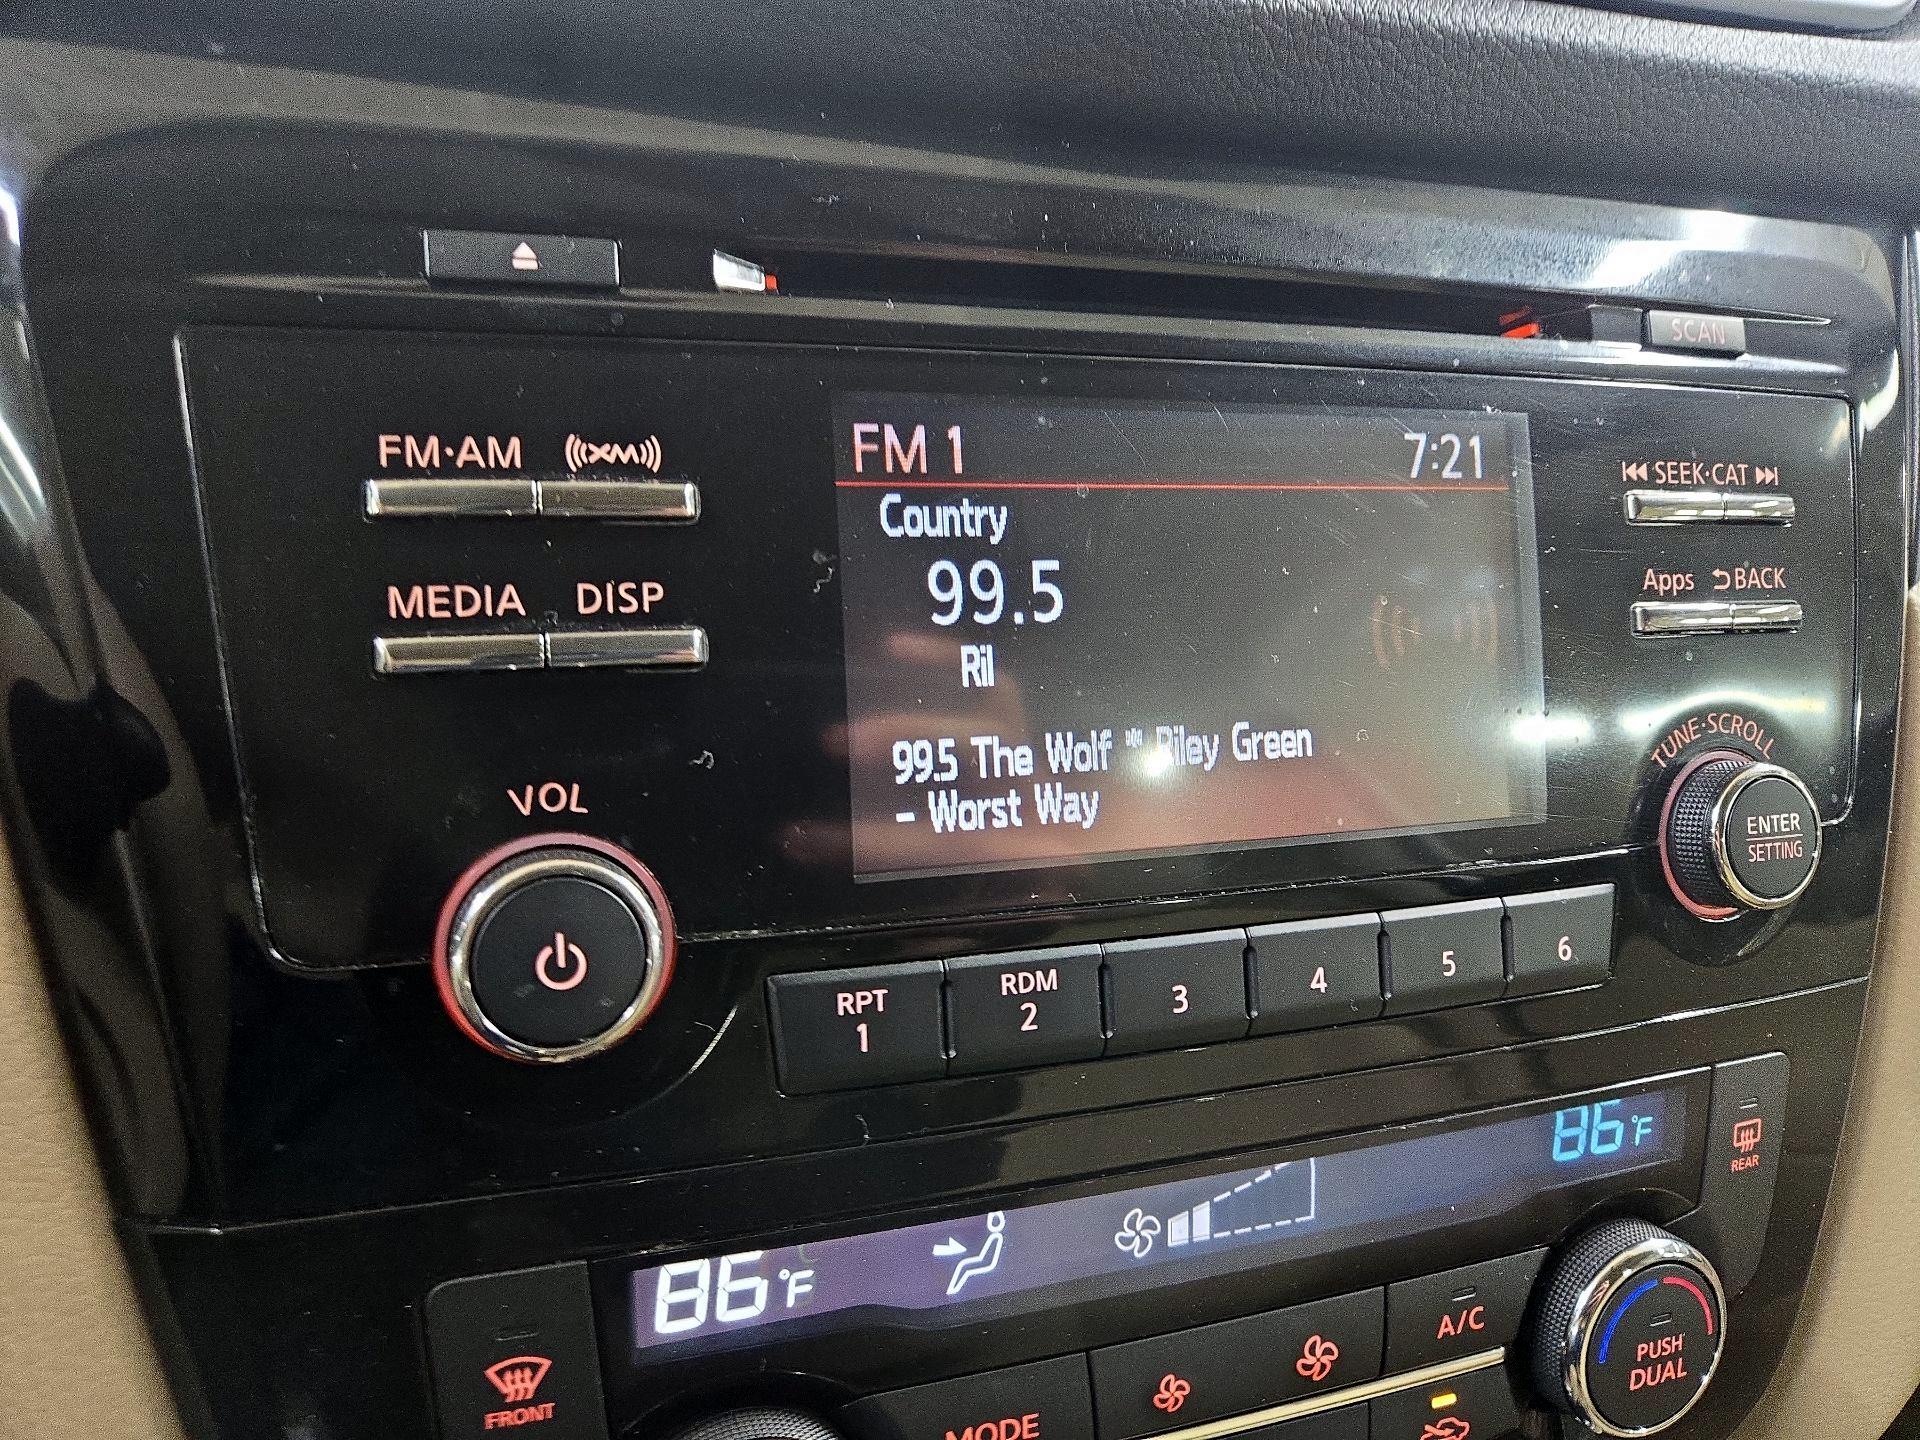 SCAN
FM·AM XM
FM 1 7:21
SEEK·CAT
Country
99.5
MEDIA DISP
Apps BACK
Ril
99.5 The Wolf "" Riley Green
- Worst Way
TUNE·SCROLL
VOL
ENTER
SETTING
RPT 1
RDM 2
3
4
5
6
86°F
REAR
86°F
A/C
PUSH
DUAL
FRONT
MODE